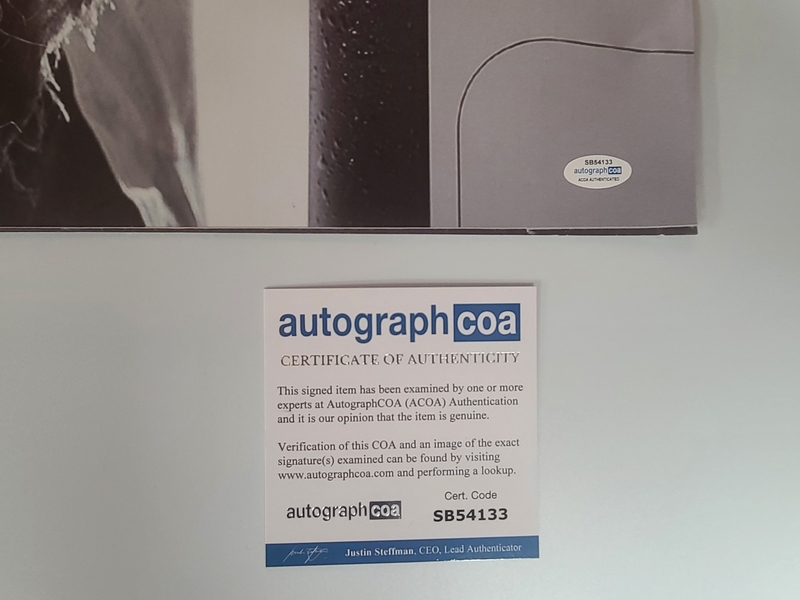 SB54133
autographcoa
ACOA AUTHENTICATED
autographcoa
CERTIFICATE OF AUTHENTICITY
This signed item has been examined by one or more
experts at AutographCOA (ACOA) Authentication
and it is our opinion that the item is genuine.
Verification of this COA and an image of the exact
signature(s) examined can be found by visiting
www.autographcoa.com and performing a lookup.
autographcoa
Cert. Code
SB54133
Justin Steffman, CEO, Lead Authenticator